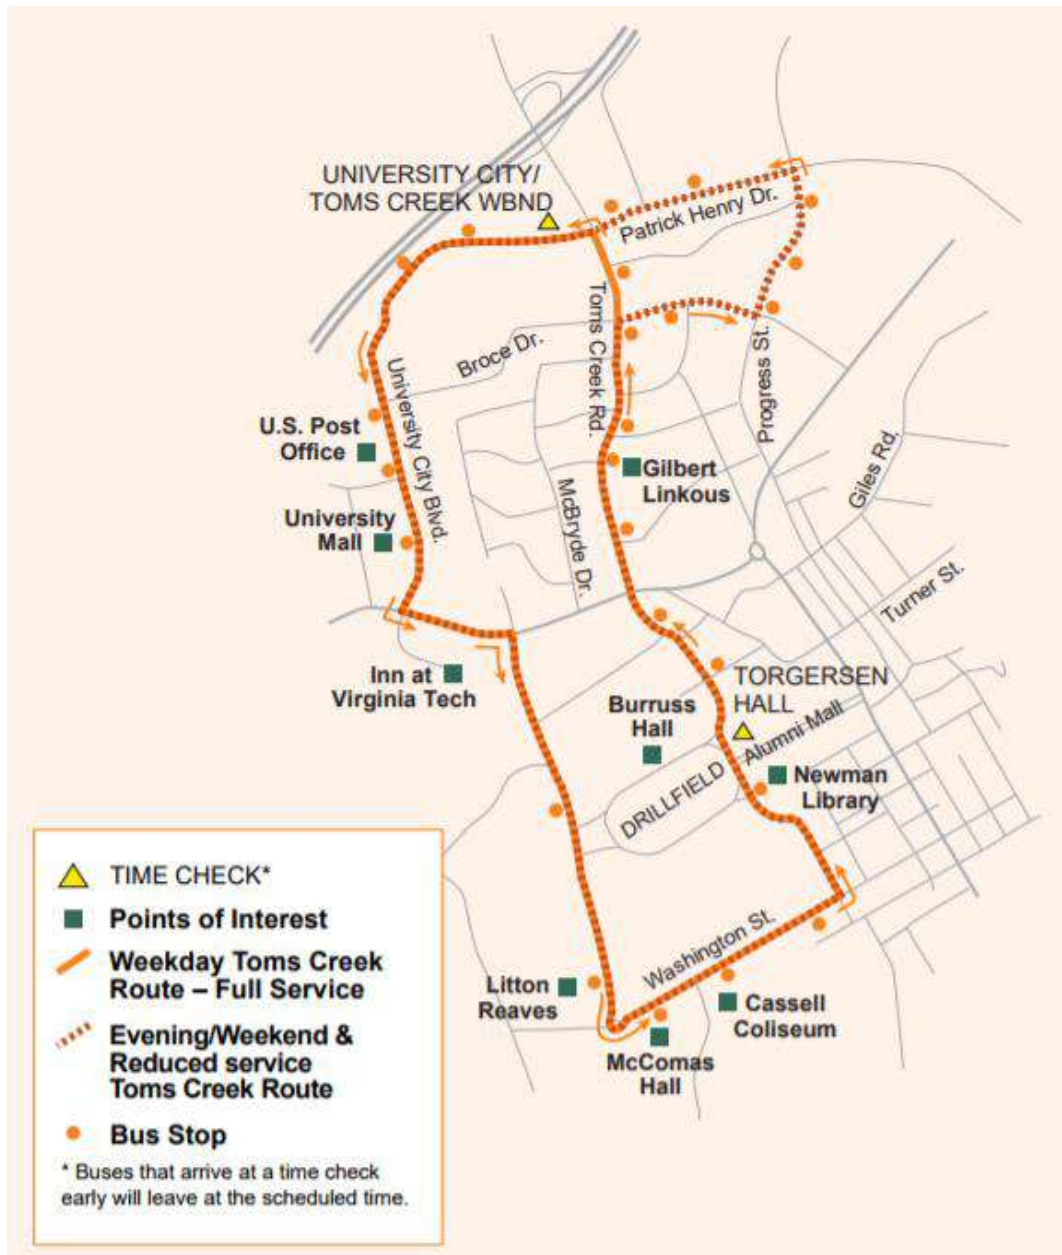 UNIVERSITY CITY/
TOMS CREEK WBND
Patrick Henry Dr.
Toms Creek Rd.
Broce Dr.
Progress St.
University City Blvd.
U.S. Post
Office
Gilbert
Linkous
Giles Rd.
McBryde Dr.
University
Mall
Turner St.
Inn at
Virginia Tech
TORGERSEN
HALL
Burruss
Hall
Alumni Mall
DRILLFIELD
Newman
Library
Washington St.
Litton
Reaves
Cassell
Coliseum
McComas
Hall
TIME CHECK*
Points of Interest
Weekday Toms Creek
Route – Full Service
Evening/Weekend &
Reduced service
Toms Creek Route
Bus Stop
* Buses that arrive at a time check
early will leave at the scheduled time.